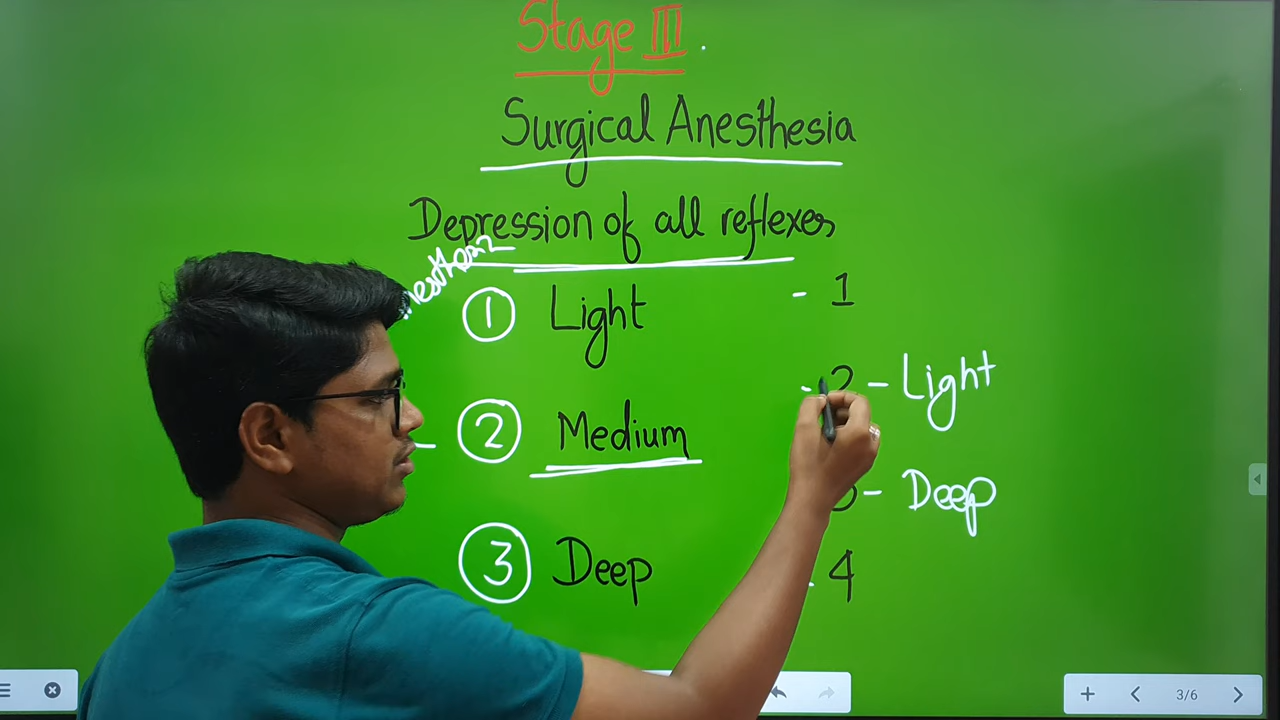 Stage III.
Surgical Anesthesia
Depression of all reflexes
① Light - 1
- 2 - Light
② Medium
- Deep
③ Deep - 4
3/6